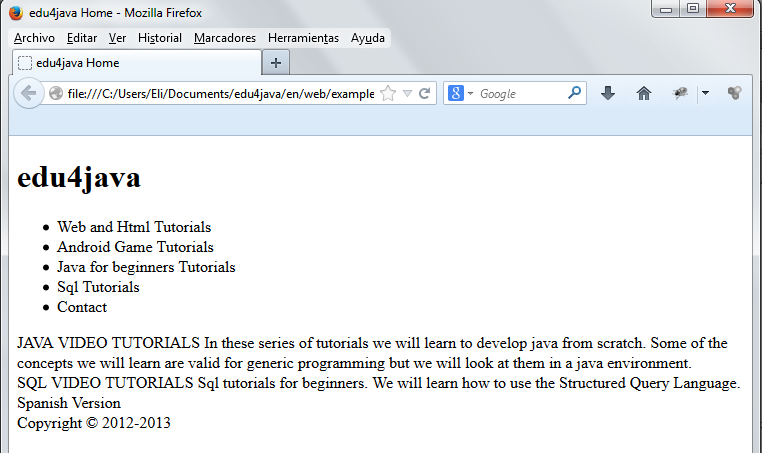 edu4java Home - Mozilla Firefox
Archivo Editar Ver Historial Marcadores Herramientas Ayuda
edu4java Home
file:///C:/Users/Eli/Documents/edu4java/en/web/example
Google
edu4java
Web and Html Tutorials
Android Game Tutorials
Java for beginners Tutorials
Sql Tutorials
Contact
JAVA VIDEO TUTORIALS In these series of tutorials we will learn to develop java from scratch. Some of the
concepts we will learn are valid for generic programming but we will look at them in a java environment.
SQL VIDEO TUTORIALS Sql tutorials for beginners. We will learn how to use the Structured Query Language.
Spanish Version
Copyright © 2012-2013